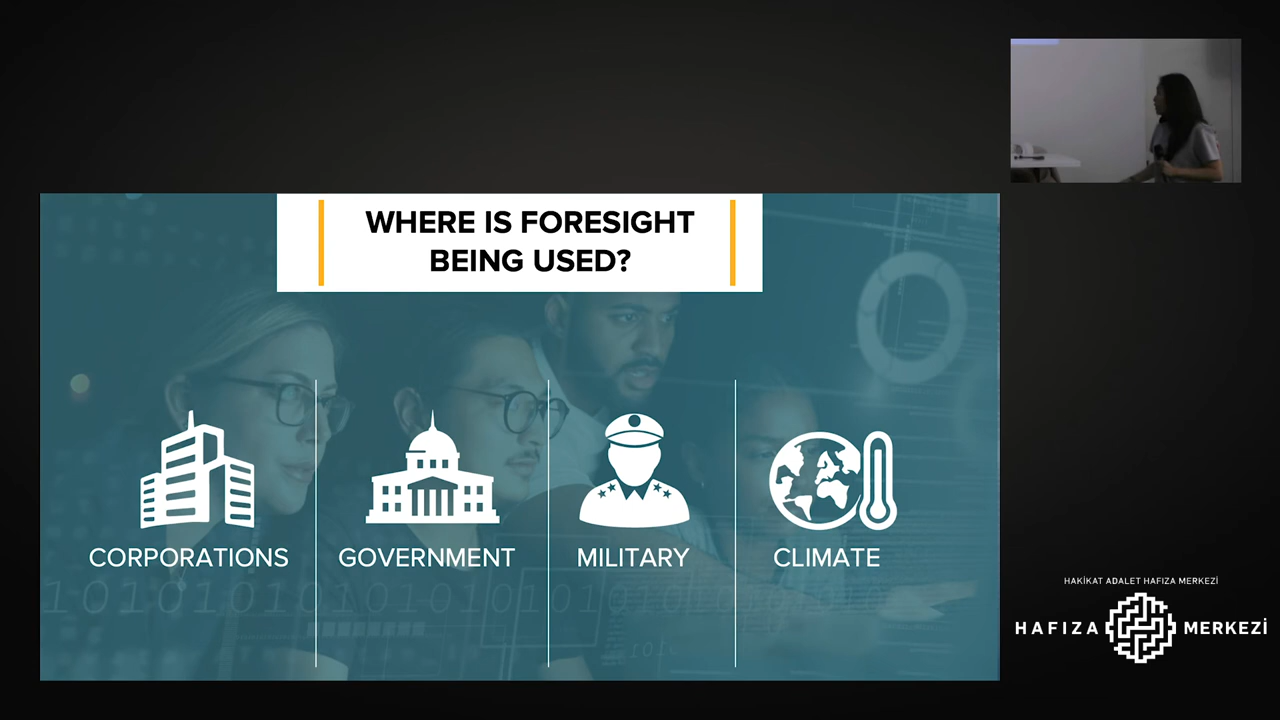 WHERE IS FORESIGHT
BEING USED?
CORPORATIONS
GOVERNMENT
MILITARY
CLIMATE
HAKİKAT ADALET HAFIZA MERKEZİ
HAFIZA MERKEZİ